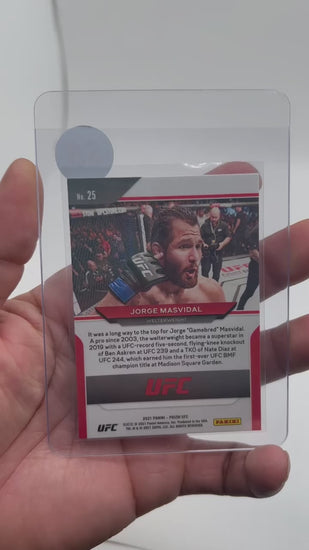 No. 25
UFC
JORGE MASVIDAL
WELTERWEIGHT
It was a long way to the top for Jorge "Gamebred" Masvidal.
A pro since 2003, the welterweight became a superstar in
2019 with a UFC-record five-second, flying-knee knockout
of Ben Askren at UFC 239 and a TKO of Nate Diaz at
UFC 244, which earned him the first-ever UFC BMF
champion title at Madison Square Garden.
UFC
2021 PANINI - PRIZM UFC
UFC
PANINI